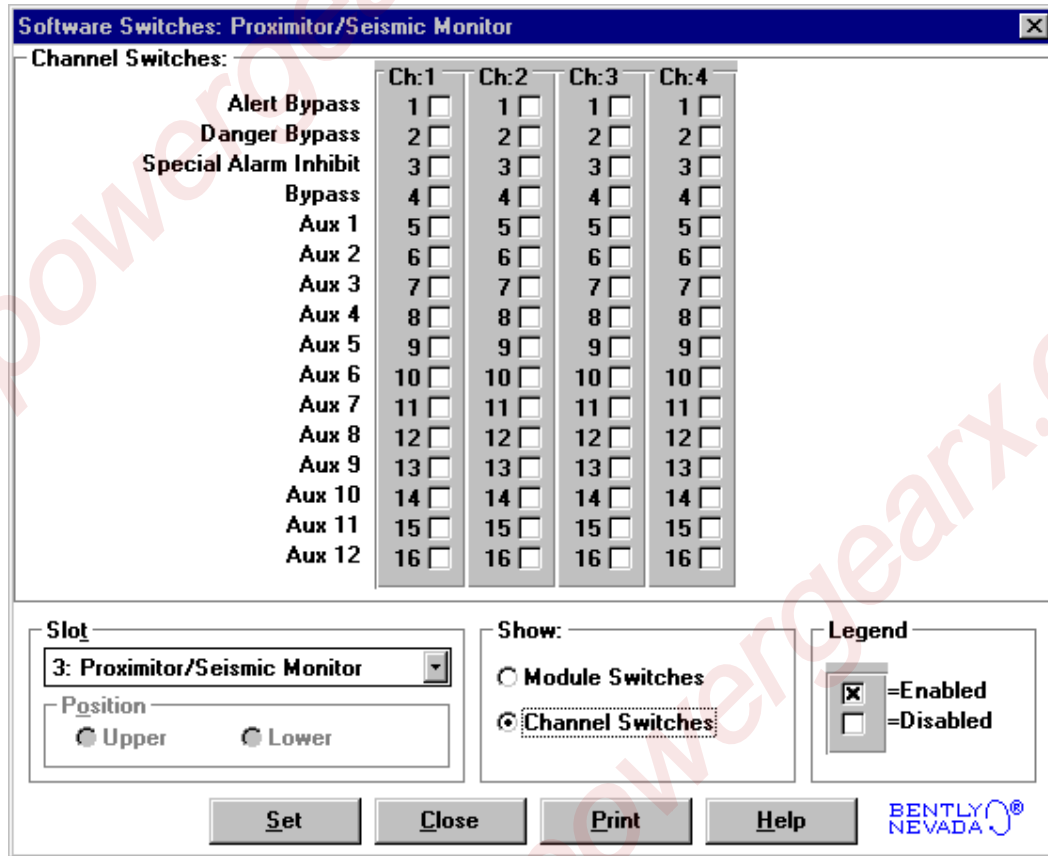 Software Switches: Proximitor/Seismic Monitor
Channel Switches:
Ch:1 Ch:2 Ch:3 Ch:4
Alert Bypass 1 1 1 1
Danger Bypass 2 2 2 2
Special Alarm Inhibit 3 3 3 3
Bypass 4 4 4 4
Aux 1 5 5 5 5
Aux 2 6 6 6 6
Aux 3 7 7 7 7
Aux 4 8 8 8 8
Aux 5 9 9 9 9
Aux 6 10 10 10 10
Aux 7 11 11 11 11
Aux 8 12 12 12 12
Aux 9 13 13 13 13
Aux 10 14 14 14 14
Aux 11 15 15 15 15
Aux 12 16 16 16 16
Slot
3: Proximitor/Seismic Monitor
Position
Upper Lower
Show:
Module Switches
Channel Switches
Legend
=Enabled
=Disabled
Set Close Print Help
BENTLY
NEVADA ®
powergearx.
powergearx.